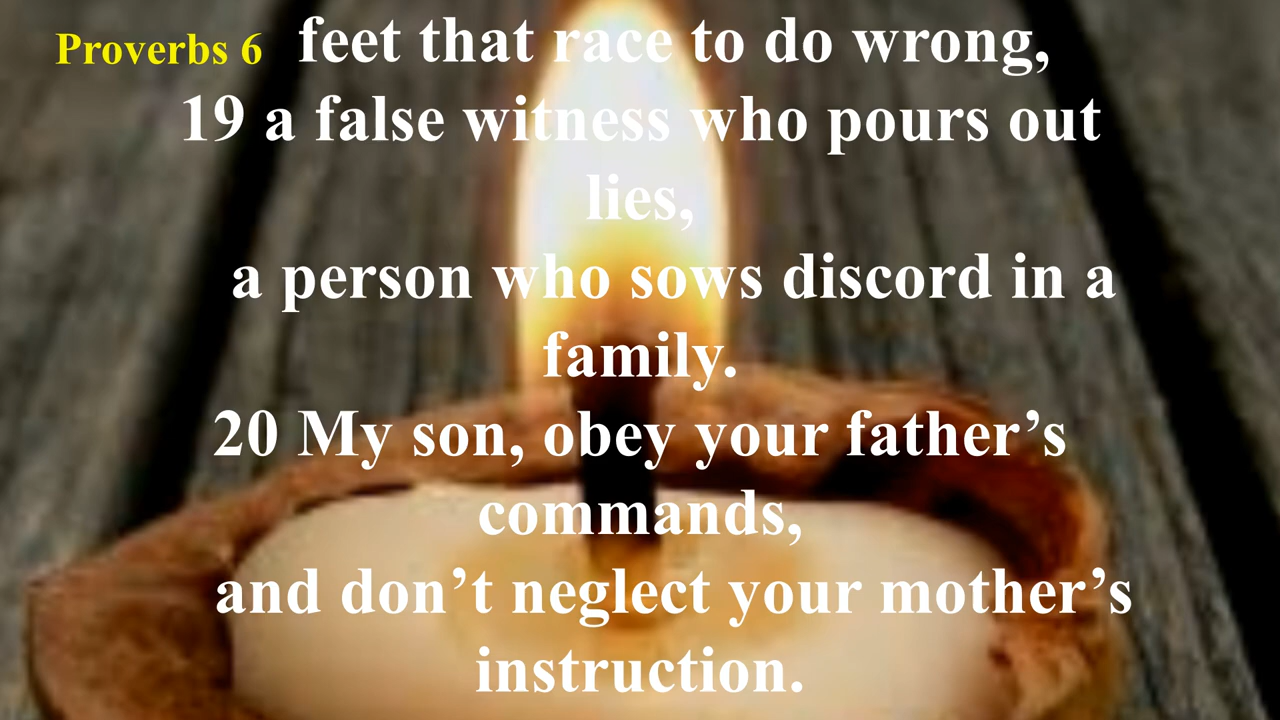 Proverbs 6 feet that race to do wrong,
19 a false witness who pours out
lies,
a person who sows discord in a
family.
20 My son, obey your father’s
commands,
and don’t neglect your mother’s
instruction.